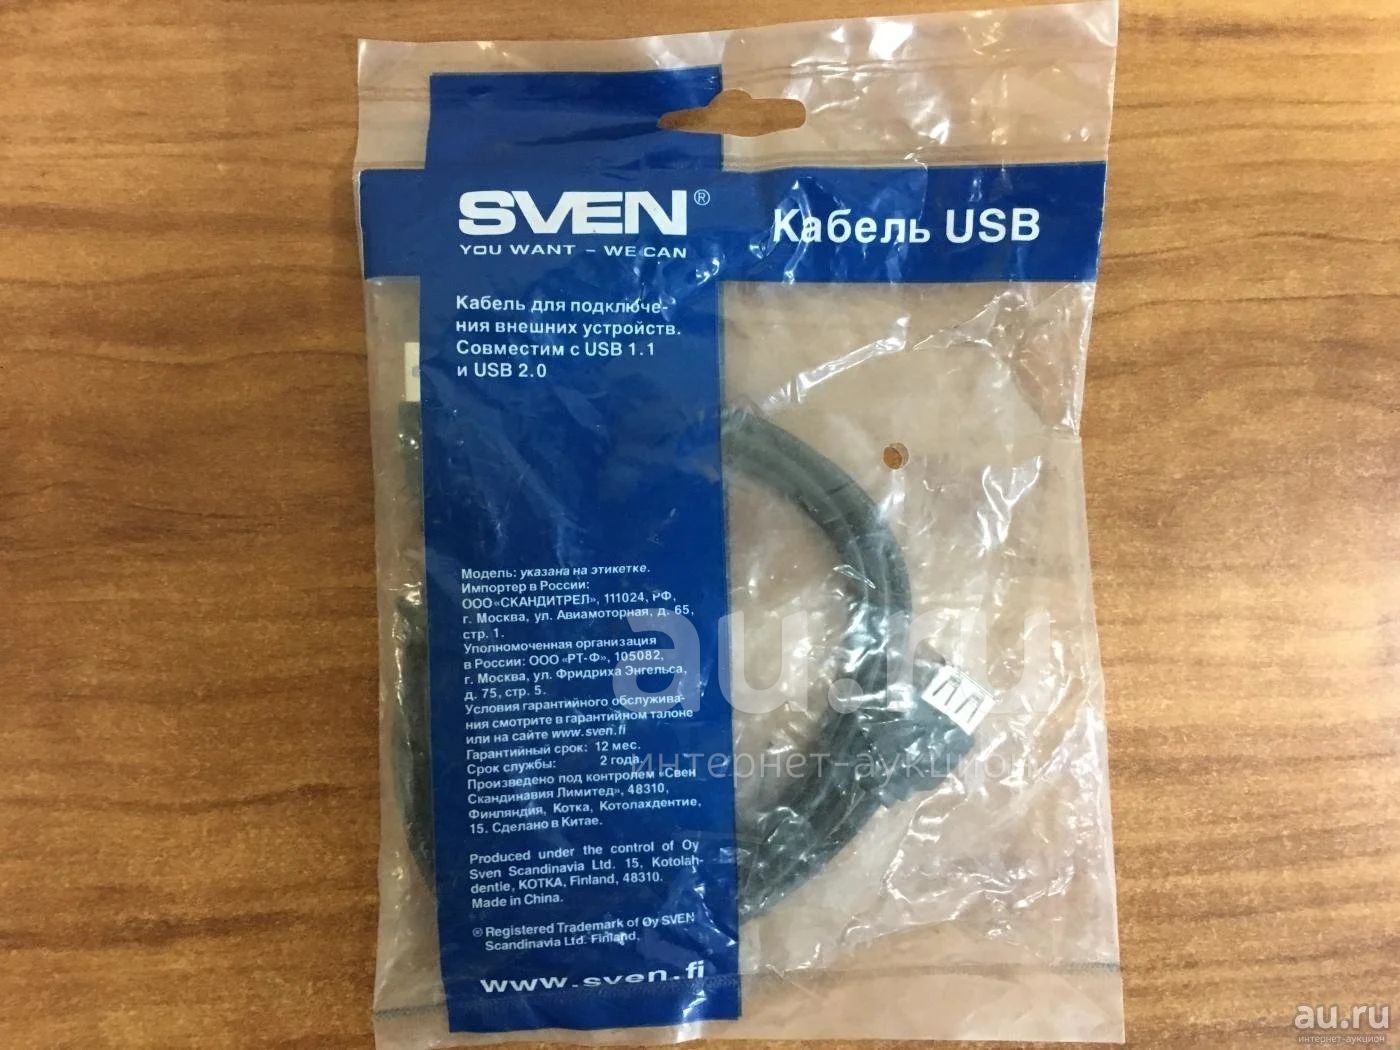 SVEN®
YOU WANT – WE CAN
Кабель USB
Кабель для подключе-
ния внешних устройств.
Совместим с USB 1.1
и USB 2.0
Модель: указана на этикетке.
Импортер в России:
ООО«СКАНДИТРЕЛ», 111024, РФ,
г. Москва, ул. Авиамоторная, д. 65,
стр. 1.
Уполномоченная организация
в России: ООО «РТ-Ф», 105082,
г. Москва, ул. Фридриха Энгельса,
д. 75, стр. 5.
Условия гарантийного обслужива-
ния смотрите в гарантийном талоне
или на сайте www.sven.fi
Гарантийный срок: 12 мес.
Срок службы: 2 года.
Произведено под контролем «Свен
Скандинавия Лимитед», 48310,
Финляндия, Котка, Котолахдентие,
15. Сделано в Китае.
Produced under the control of Oy
Sven Scandinavia Ltd. 15, Kotolah-
dentie, KOTKA, Finland, 48310.
Made in China.
® Registered Trademark of Oy SVEN
Scandinavia Ltd. Finland.
www.sven.fi
au.ru
интернет-аукцион
au.ru
интернет-аукцион